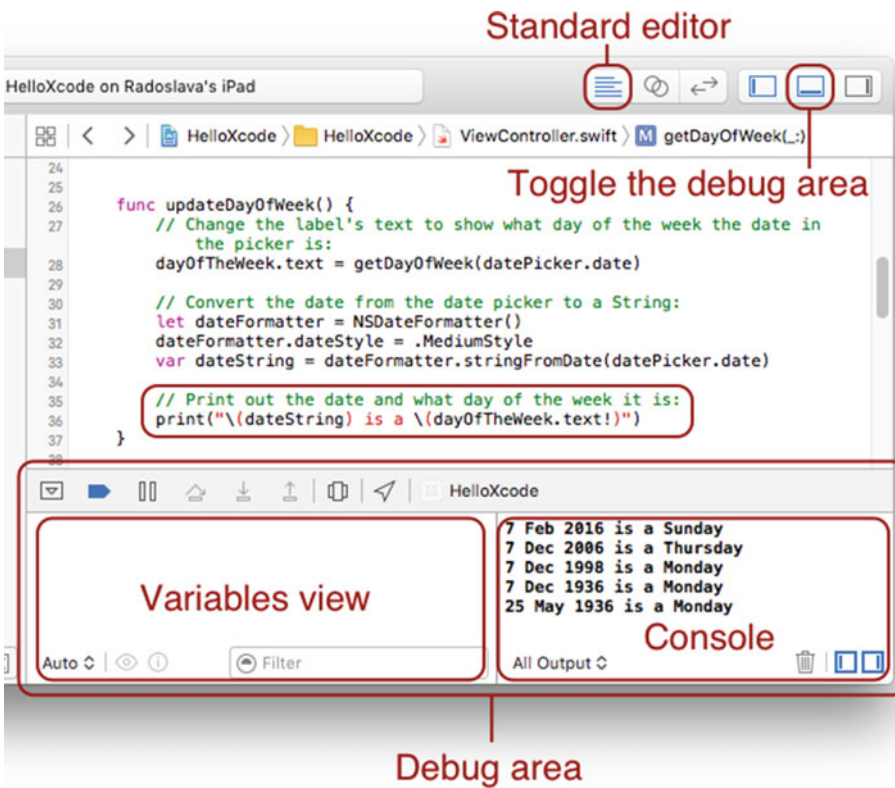 Standard editor
HelloXcode on Radoslava's iPad
HelloXcode HelloXcode ViewController.swift M getDayOfWeek(_:)
Toggle the debug area
24
25
26 func updateDayOfWeek() {
27 // Change the label's text to show what day of the week the date in
the picker is:
28 dayOfTheWeek.text = getDayOfWeek(datePicker.date)
29
30 // Convert the date from the date picker to a String:
31 let dateFormatter = NSDateFormatter()
32 dateFormatter.dateStyle = .MediumStyle
33 var dateString = dateFormatter.stringFromDate(datePicker.date)
34
35 // Print out the date and what day of the week it is:
36 print("\(dateString) is a \(dayOfTheWeek.text!)")
37 }
38
HelloXcode
7 Feb 2016 is a Sunday
7 Dec 2006 is a Thursday
7 Dec 1998 is a Monday
7 Dec 1936 is a Monday
25 May 1936 is a Monday
Variables view
Console
Auto Filter
All Output
Debug area